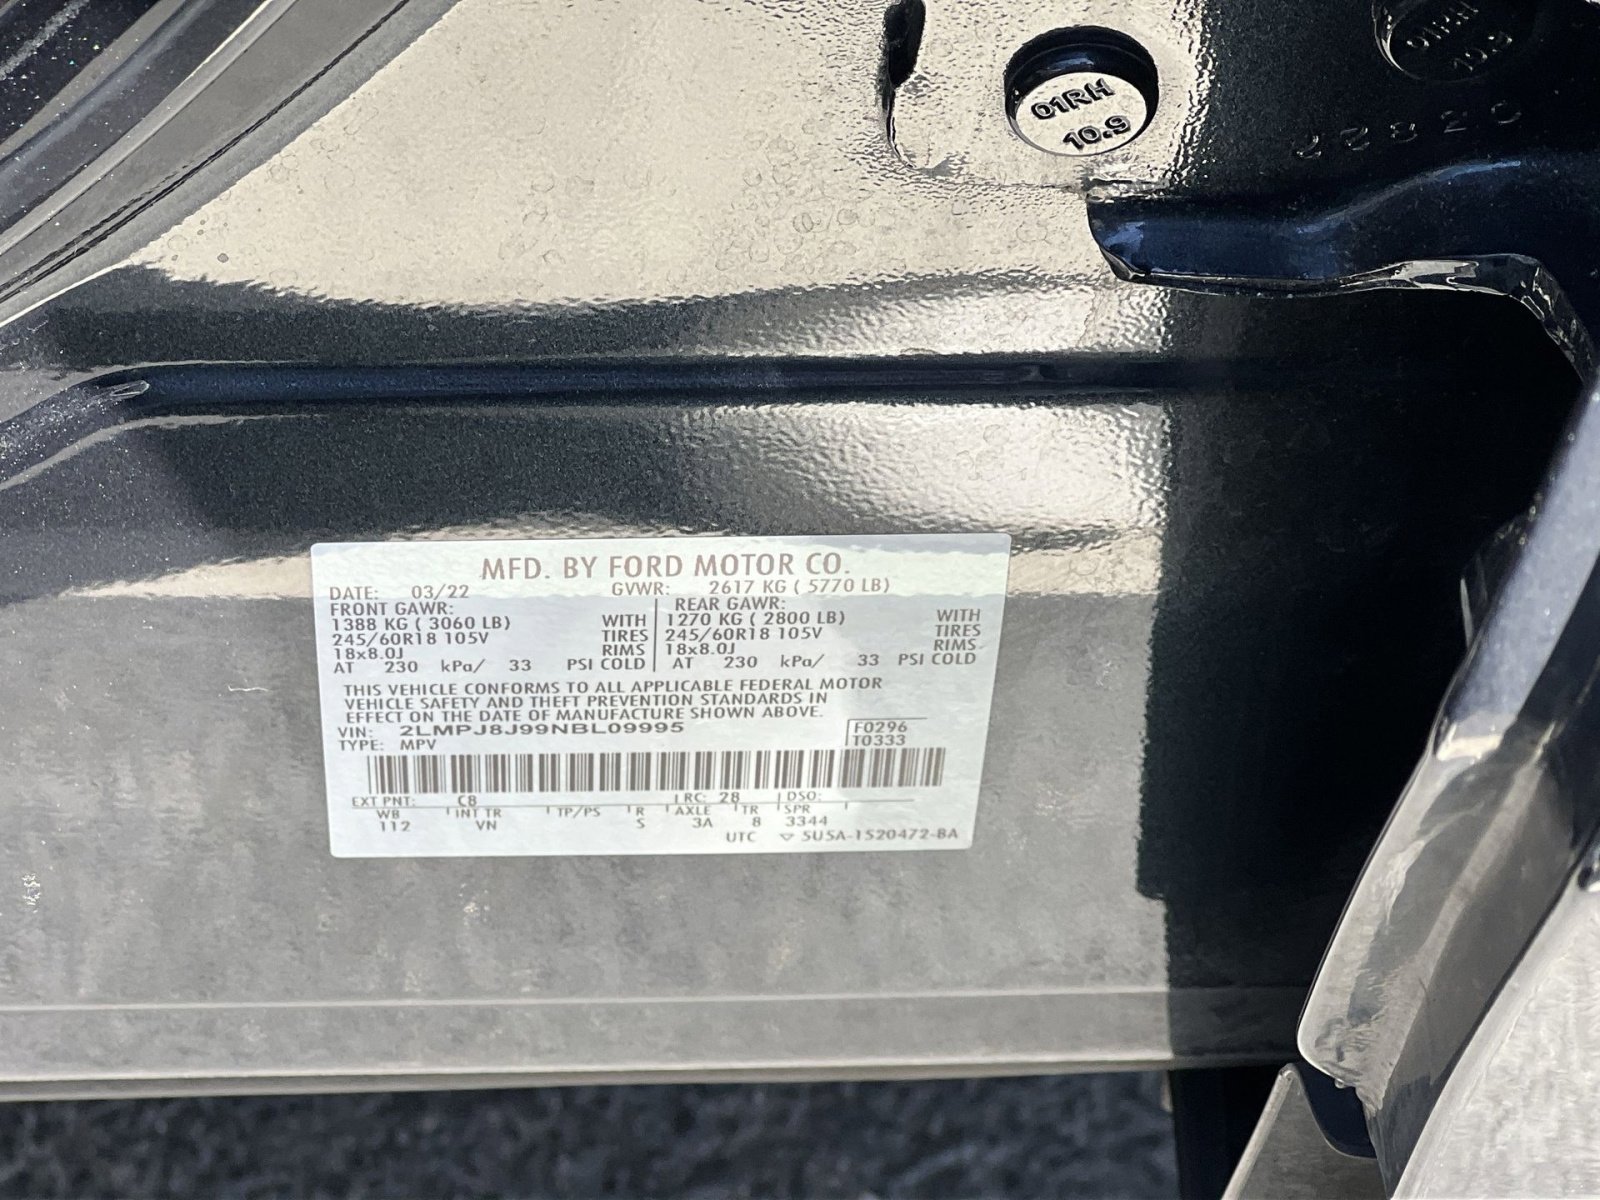 01RH
10.9
01RH
10.9
MFD. BY FORD MOTOR CO.
DATE: 03/22 GVWR: 2617 KG ( 5770 LB)
FRONT GAWR: REAR GAWR:
1388 KG ( 3060 LB) WITH 1270 KG ( 2800 LB) WITH
245/60R18 105V TIRES 245/60R18 105V TIRES
18x8.0J RIMS 18x8.0J RIMS
AT 230 kPa/ 33 PSI COLD AT 230 kPa/ 33 PSI COLD
THIS VEHICLE CONFORMS TO ALL APPLICABLE FEDERAL MOTOR
VEHICLE SAFETY AND THEFT PREVENTION STANDARDS IN
EFFECT ON THE DATE OF MANUFACTURE SHOWN ABOVE.
VIN: 2LMPJ8J99NBL09995 F0296
TYPE: MPV T0333
EXT PNT: C8 RC: 28 DSO:
WB INT TR TP/PS R AXLE TR SPR
112 VN S 3A 8 3344
UTC 5U5A-1520472-BA